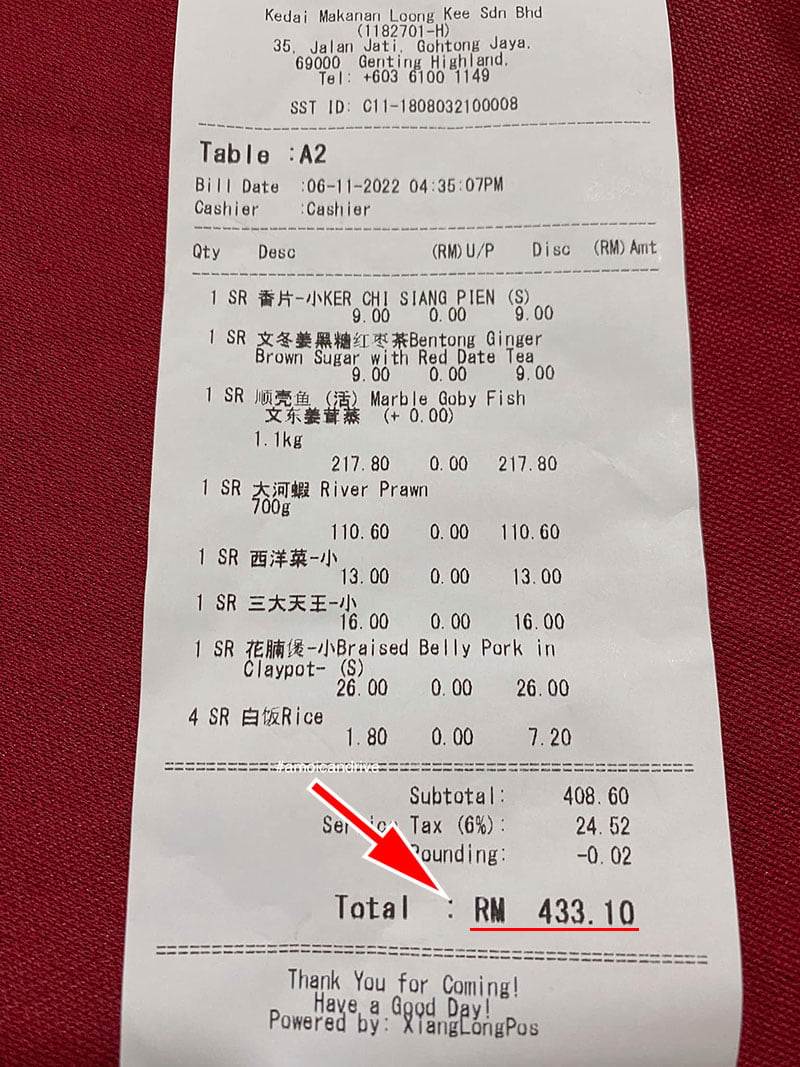 Kedai Makanan Loong Kee Sdn Bhd
(1182701-H)
35, Jalan Jati, Gohtong Jaya,
69000 Genting Highland,
Tel: +603 6100 1149
SST ID: C11-1808032100008
Table :A2
Bill Date :06-11-2022 04:35:07PM
Cashier :Cashier
Qty Desc (RM)U/P Disc (RM)Amt
1 SR 香片-小KER CHI SIANG PIEN (S)
9.00 0.00 9.00
1 SR 文冬姜黑糖红枣茶Bentong Ginger
Brown Sugar with Red Date Tea
9.00 0.00 9.00
1 SR 顺壳鱼 (活) Marble Goby Fish
文东姜茸蒸 (+ 0.00)
1.1kg
217.80 0.00 217.80
1 SR 大河蝦 River Prawn
700g
110.60 0.00 110.60
1 SR 西洋菜-小
13.00 0.00 13.00
1 SR 三大天王-小
16.00 0.00 16.00
1 SR 花腩煲-小Braised Belly Pork in
Claypot- (S)
26.00 0.00 26.00
4 SR 白饭Rice
1.80 0.00 7.20
#amoicandrive
Subtotal: 408.60
Tax (6%): 24.52
-0.02
Total : RM 433.10
Thank You for Coming!
Have a Good Day!
Powered by: XiangLongPos